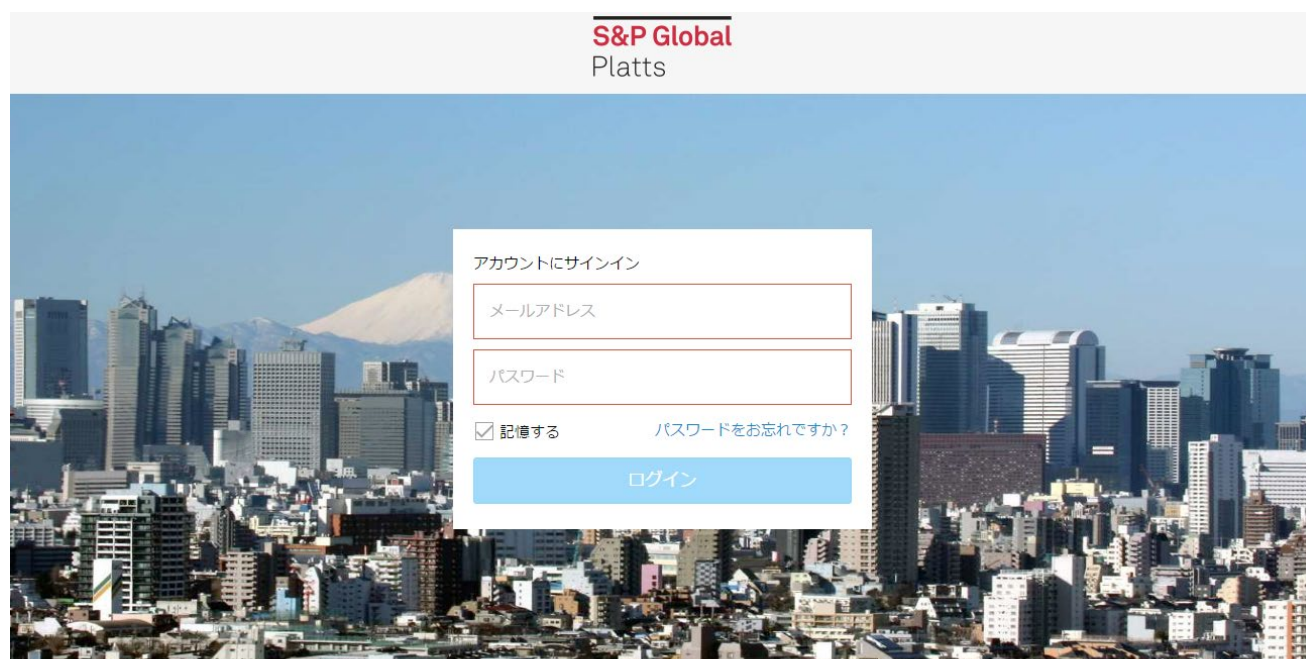 S&P Global
Platts
アカウントにサインイン
メールアドレス
パスワード
記憶する
パスワードをお忘れですか？
ログイン